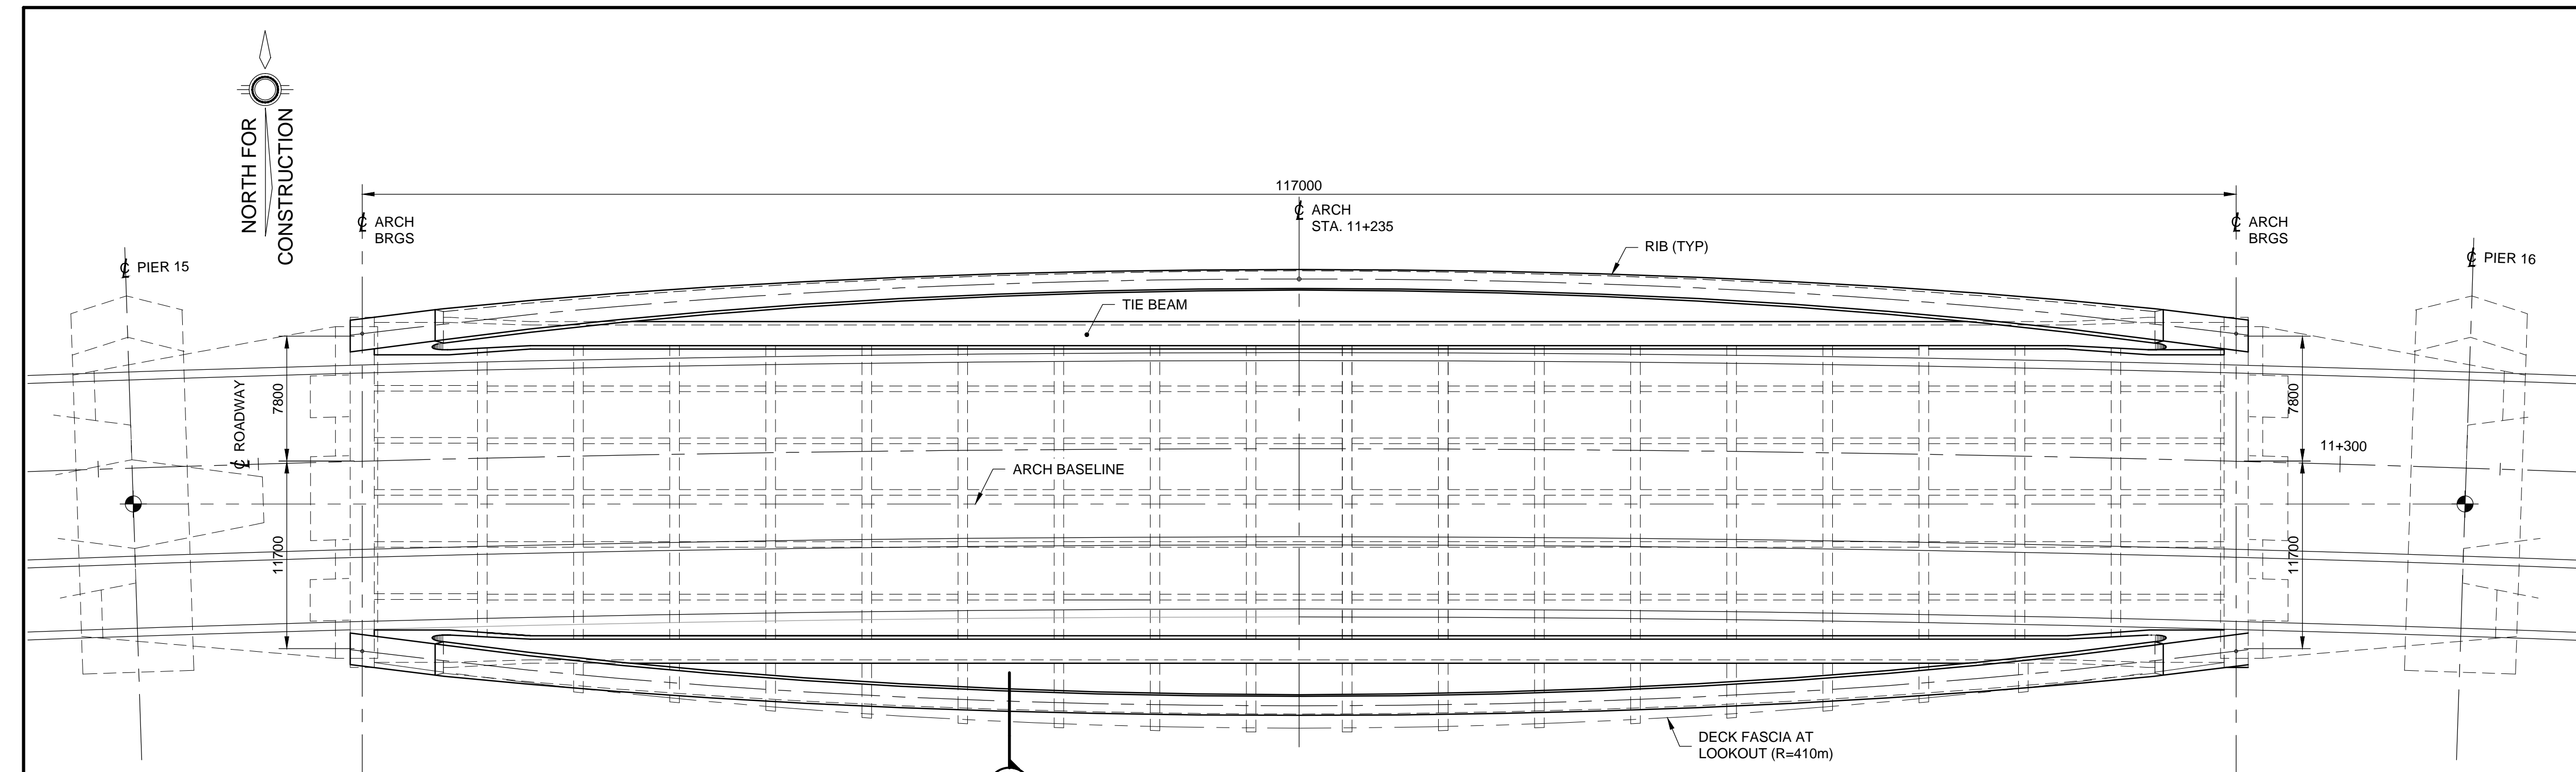 NORTH FOR
CONSTRUCTION
117000
℄ ARCH
BRGS
℄ ARCH
STA. 11+235
℄ ARCH
BRGS
℄ PIER 15
RIB (TYP)
℄ PIER 16
TIE BEAM
7800
℄ ROADWAY
7800
ARCH BASELINE
11+300
11700
11700
DECK FASCIA AT
LOOKOUT (R=410m)